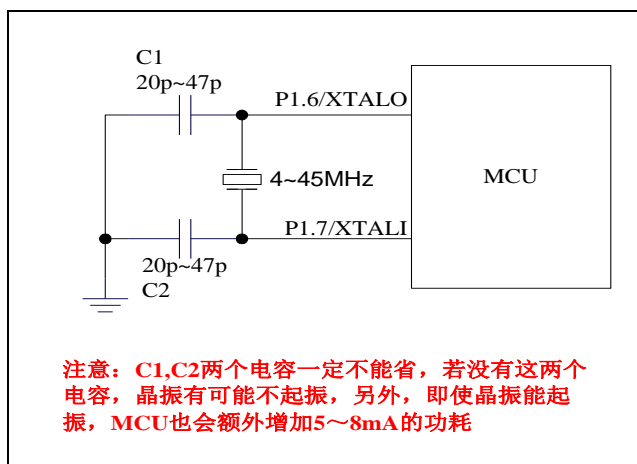 C1
20p~47p
P1.6/XTALO
4~45MHz
MCU
P1.7/XTALI
20p~47p
C2
注意：C1,C2两个电容一定不能省，若没有这两个
电容，晶振有可能不起振，另外，即使晶振能起
振，MCU也会额外增加5～8mA的功耗